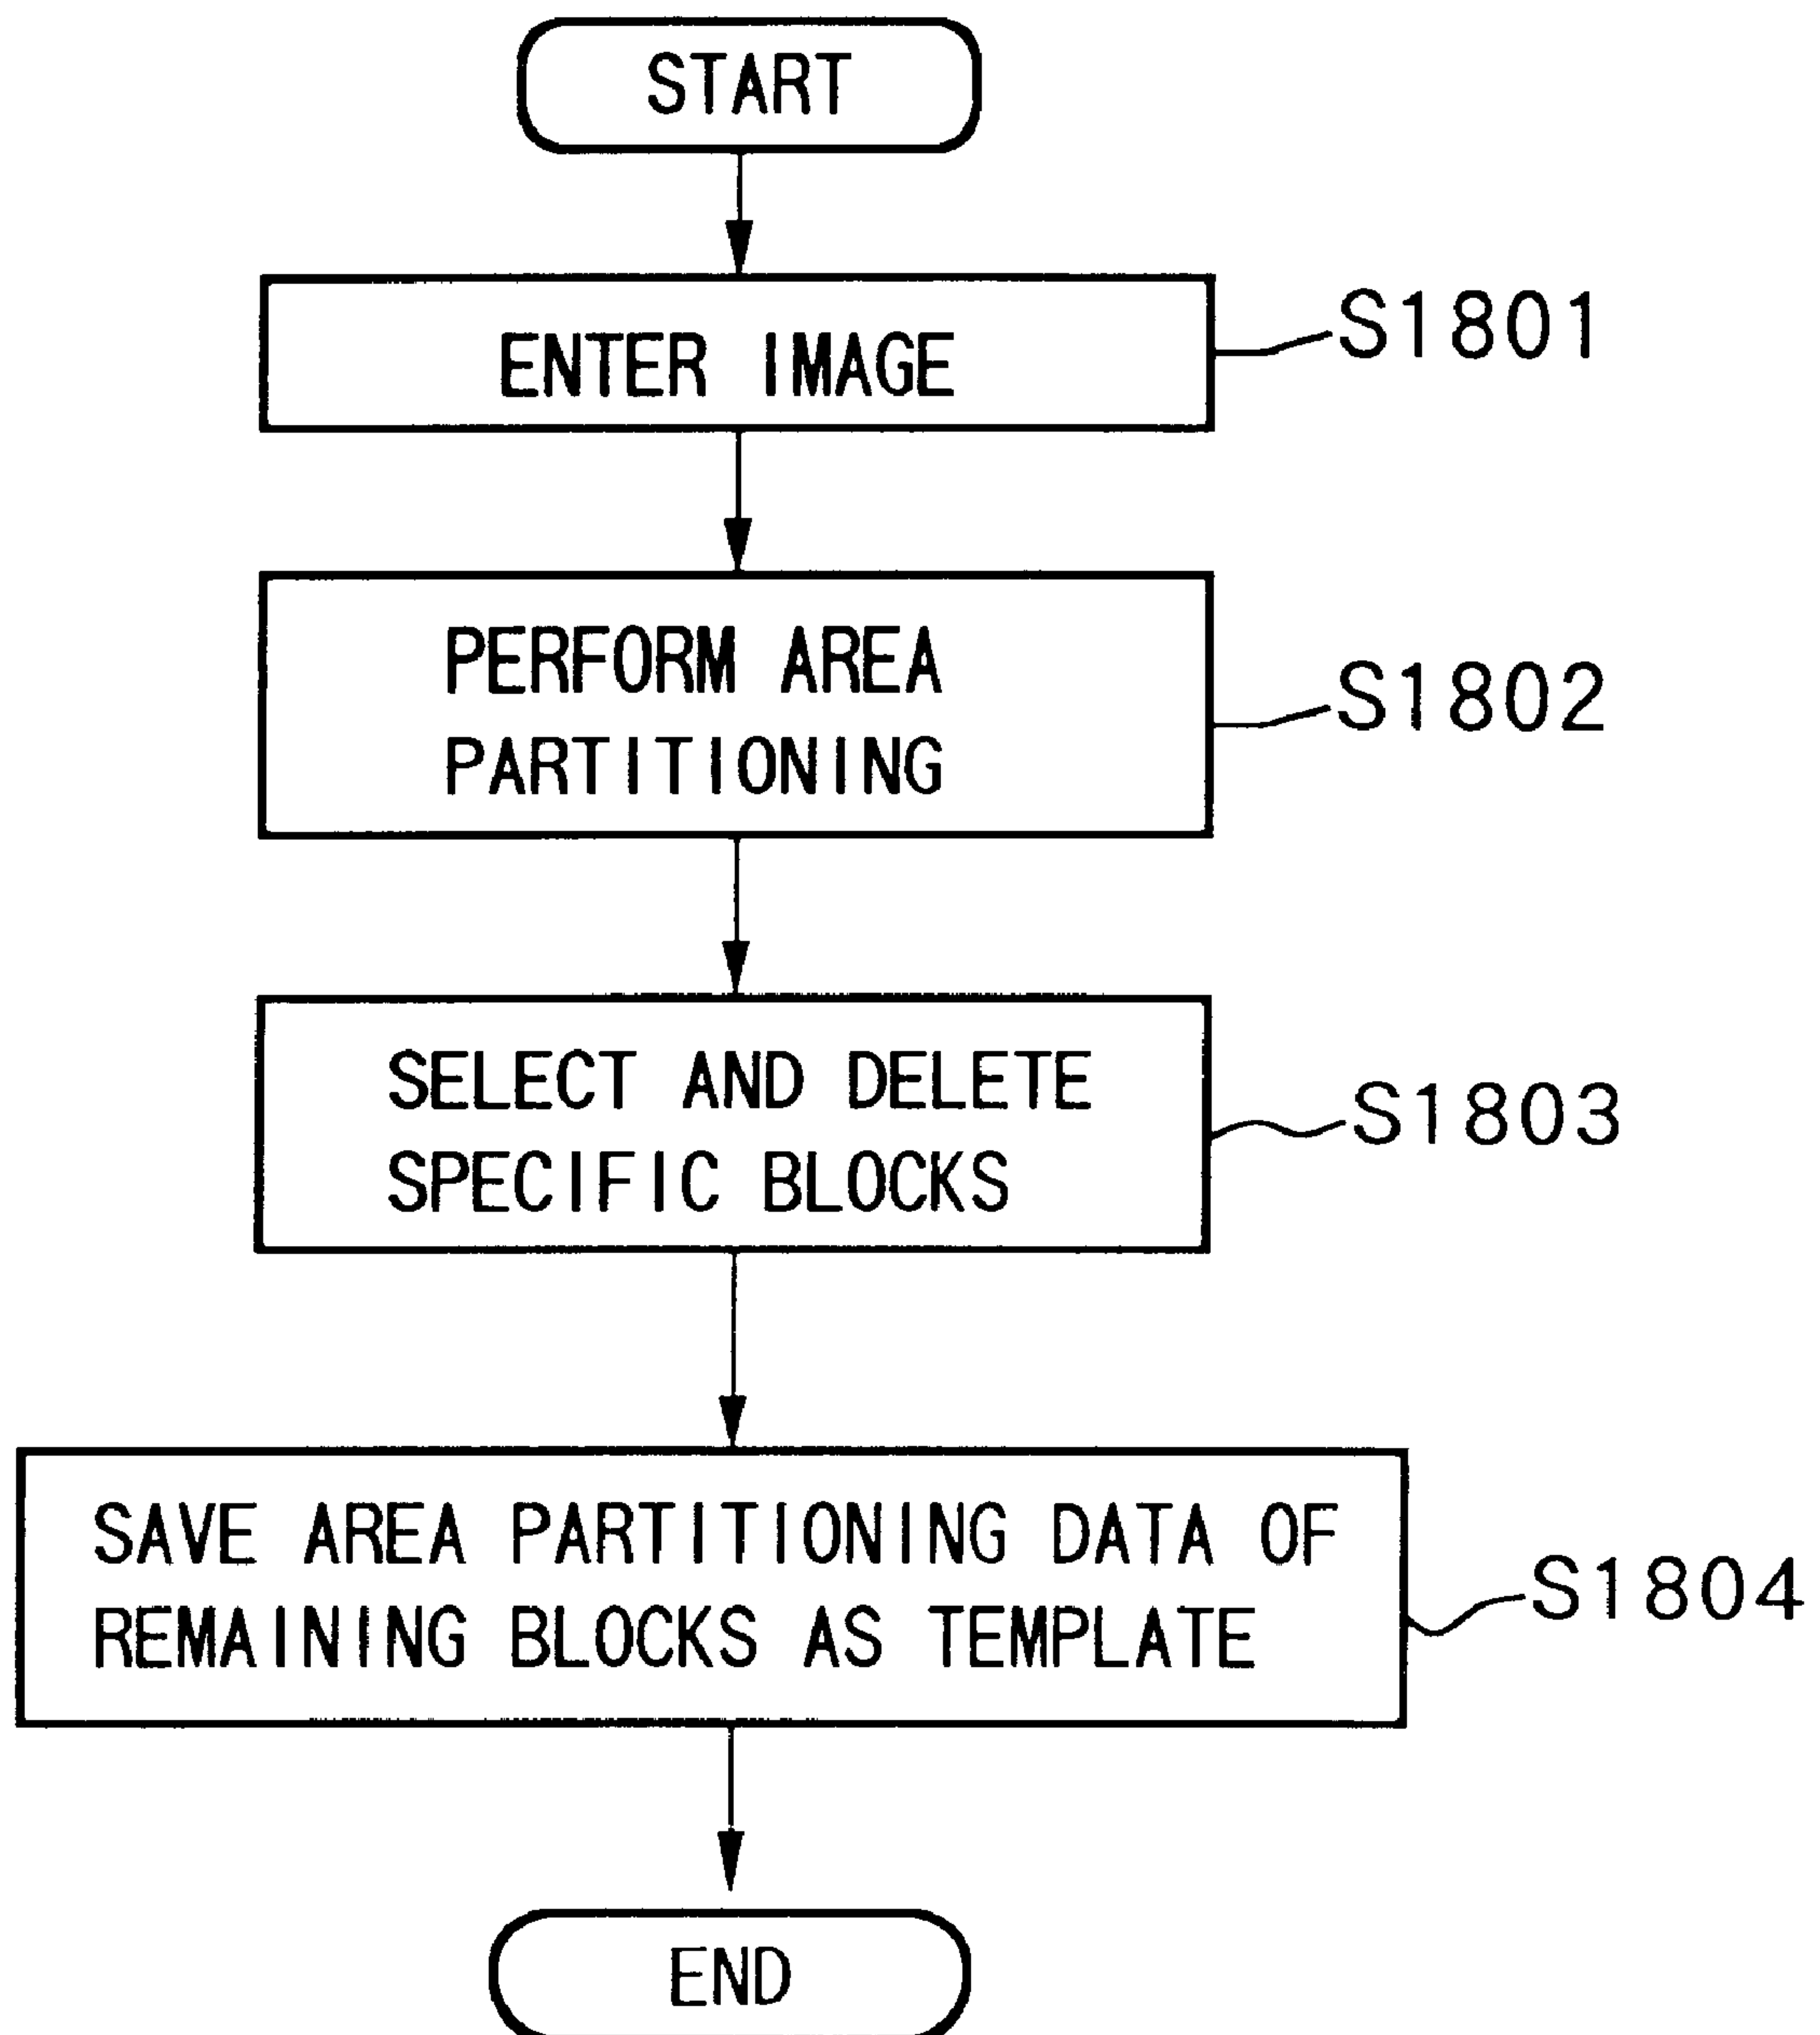 START
ENTER IMAGE
S1801
PERFORM AREA
PARTITIONING
S1802
SELECT AND DELETE
SPECIFIC BLOCKS
S1803
SAVE AREA PARTITIONING DATA OF
REMAINING BLOCKS AS TEMPLATE
S1804
END